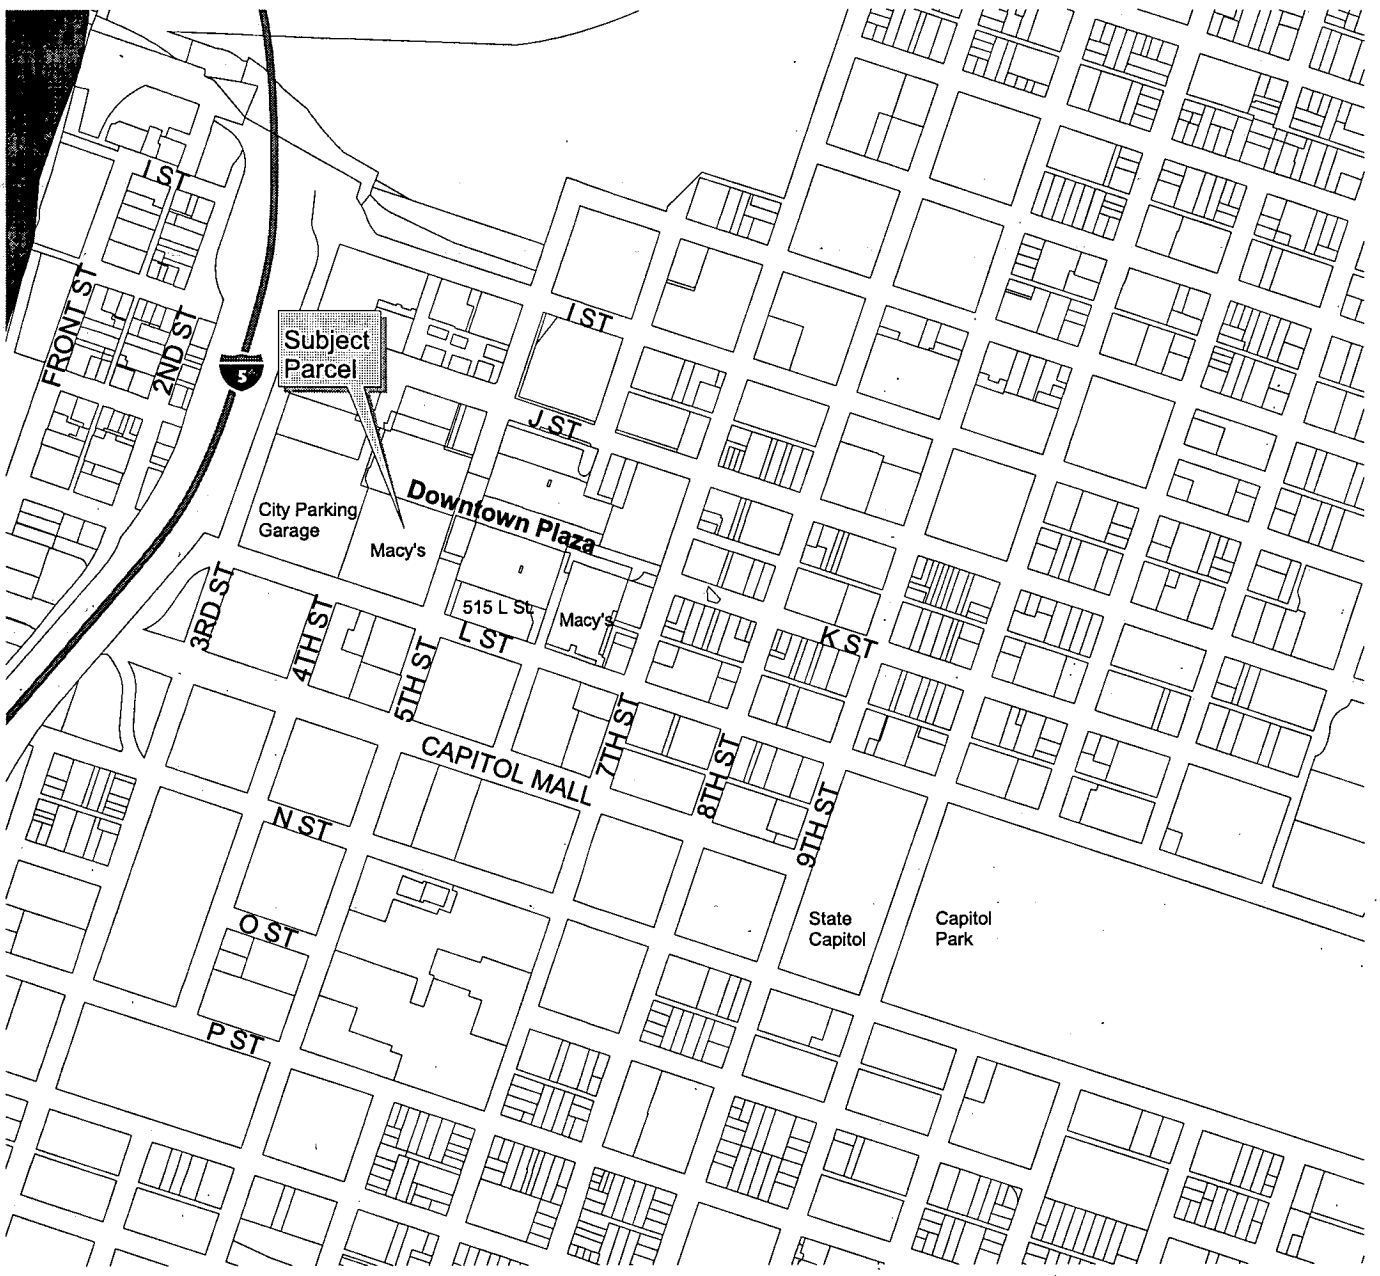 I ST
FRONT ST
2ND ST
Subject
Parcel
5
I ST
J ST
Downtown Plaza
City Parking
Garage
Macy's
515 L St.
Macy's
K ST
L ST
3RD ST
4TH ST
5TH ST
7TH ST
8TH ST
9TH ST
CAPITOL MALL
N ST
O ST
P ST
State
Capitol
Capitol
Park